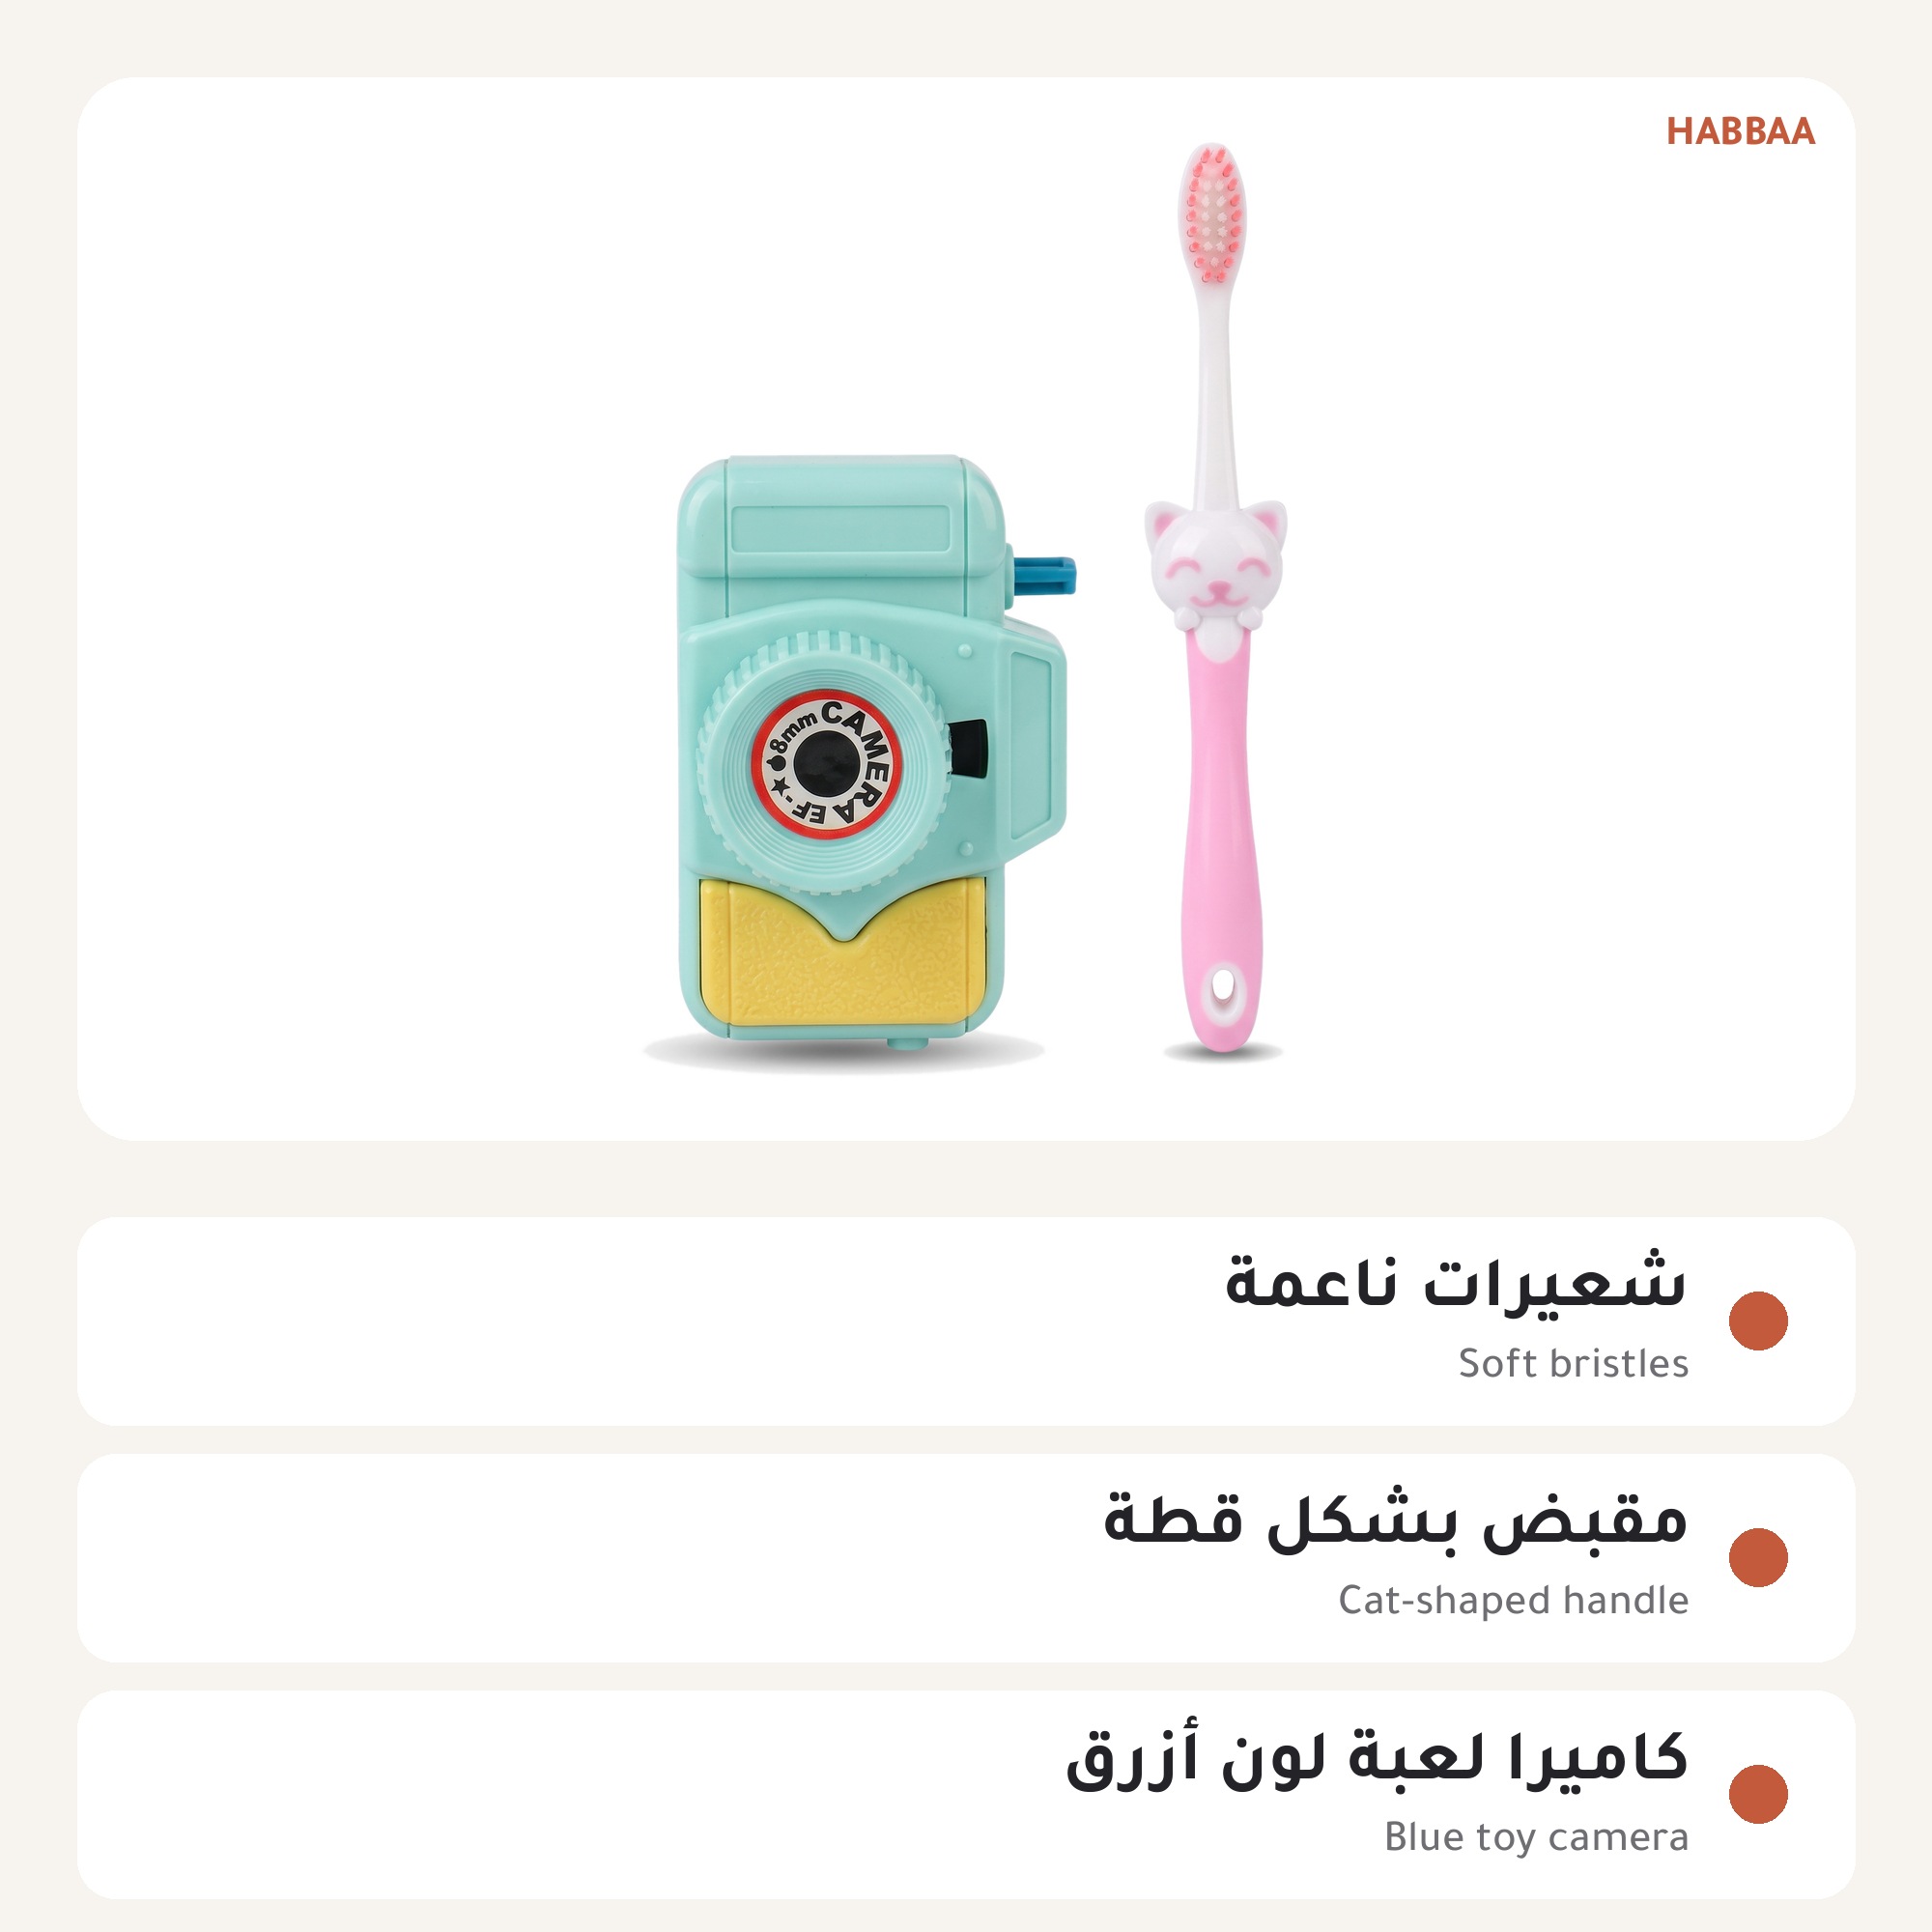 HABBAA
8mm CAMERA EF-★
شعيرات ناعمة
Soft bristles
مقبض بشكل قطة
Cat-shaped handle
كاميرا لعبة لون أزرق
Blue toy camera